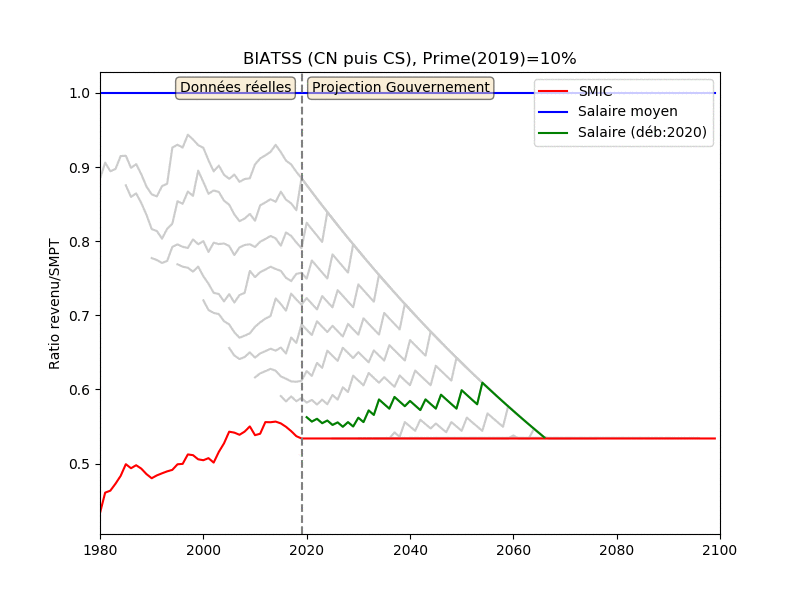 BIATSS (CN puis CS), Prime(2019)=10%
Données réelles
Projection Gouvernement
SMIC
Salaire moyen
Salaire (déb:2020)
Ratio revenu/SMPT
1.0
0.9
0.8
0.7
0.6
0.5
1980
2000
2020
2040
2060
2080
2100